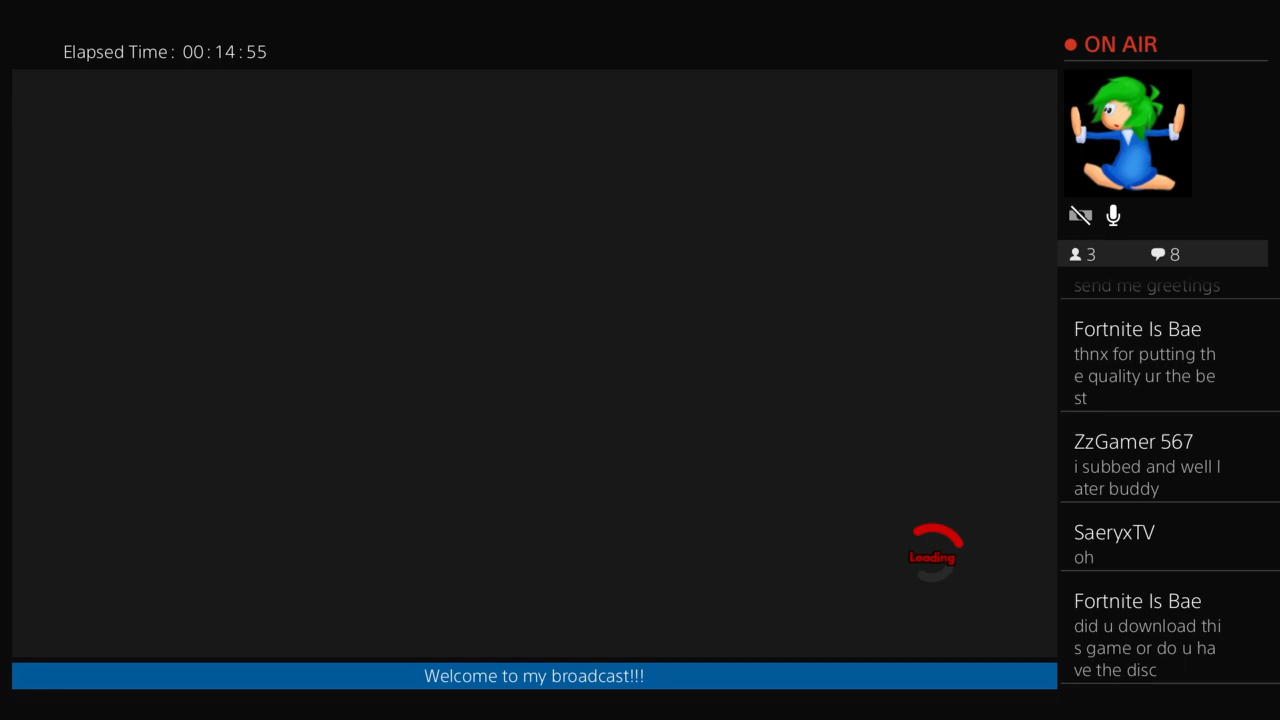 Elapsed Time: 00:14:55
ON AIR
3 8
send me greetings
Fortnite Is Bae
thnx for putting th
e quality ur the be
st
ZzGamer 567
i subbed and well l
ater buddy
SaeryxTV
oh
Fortnite Is Bae
did u download thi
s game or do u ha
ve the disc
Loading
Welcome to my broadcast!!!